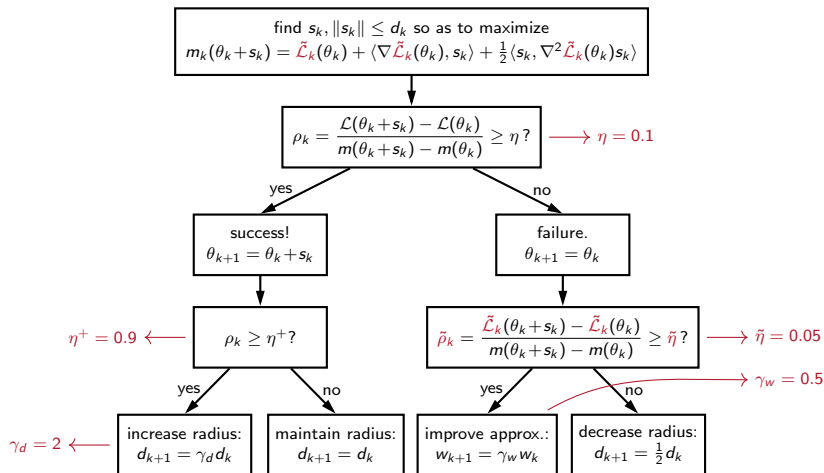 find s_k, ‖s_k‖ ≤ d_k so as to maximize
m_k(θ_k+s_k) = L̃_k(θ_k) + ⟨∇L̃_k(θ_k), s_k⟩ + ½⟨s_k, ∇²L̃_k(θ_k)s_k⟩
ρ_k = (L(θ_k+s_k) − L(θ_k)) / (m(θ_k+s_k) − m(θ_k)) ≥ η ? → η = 0.1
yes no
success! failure.
θ_{k+1} = θ_k+s_k θ_{k+1} = θ_k
η⁺ = 0.9 ← ρ_k ≥ η⁺? ρ̃_k = (L̃_k(θ_k+s_k) − L̃_k(θ_k)) / (m(θ_k+s_k) − m(θ_k)) ≥ η̃ ? → η̃ = 0.05
yes no yes no → γ_w = 0.5
increase radius: maintain radius: improve approx.: decrease radius:
γ_d = 2 ← d_{k+1} = γ_d d_k d_{k+1} = d_k w_{k+1} = γ_w w_k d_{k+1} = ½d_k